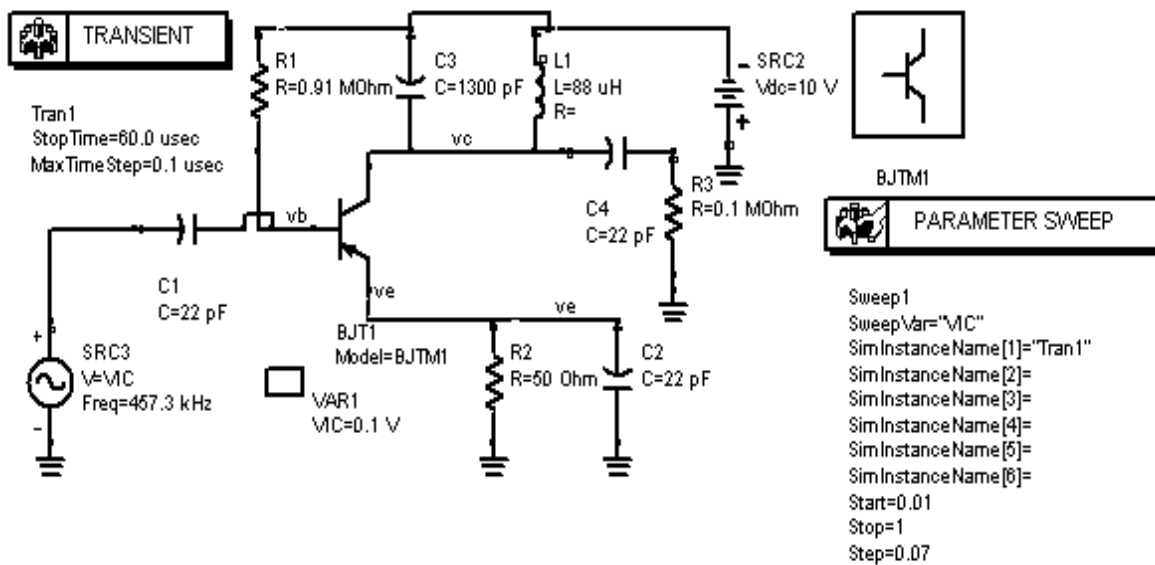 TRANSIENT
Tran1
StopTime=60.0 usec
MaxTimeStep=0.1 usec
R1
R=0.91 MOhm
C3
C=1300 pF
L1
L=88 uH
R=
- SRC2
Vdc=10 V
+
vc
C4
C=22 pF
R3
R=0.1 MOhm
BJTM1
PARAMETER SWEEP
vb
C1
C=22 pF
ve
ve
BJT1
Model=BJTM1
R2
R=50 Ohm
C2
C=22 pF
+
SRC3
V=VIC
Freq=457.3 kHz
-
VAR1
VIC=0.1 V
Sweep1
SweepVar="VIC"
SimInstanceName[1]="Tran1"
SimInstanceName[2]=
SimInstanceName[3]=
SimInstanceName[4]=
SimInstanceName[5]=
SimInstanceName[6]=
Start=0.01
Stop=1
Step=0.07